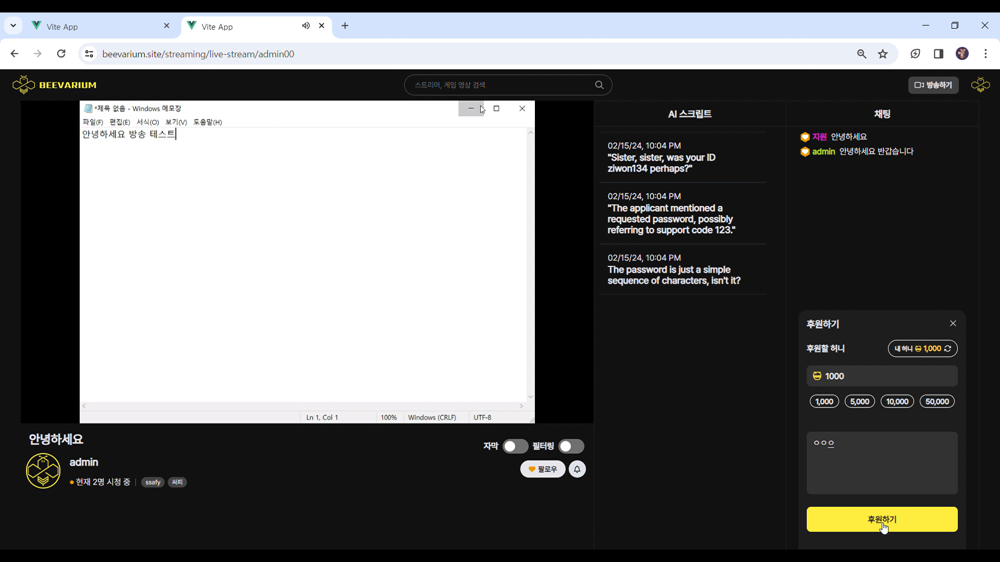 Vite App
Vite App
beevarium.site/streaming/live-stream/admin00
BEEVARIUM
스트리머, 게임 영상 검색
방송하기
*제목 없음 - Windows 메모장
파일(F) 편집(E) 서식(O) 보기(V) 도움말(H)
안녕하세요 방송 테스트
Ln 1, Col 1
100%
Windows (CRLF)
UTF-8
안녕하세요
admin
현재 2명 시청 중
ssafy
싸피
자막
필터링
팔로우
AI 스크립트
02/15/24, 10:04 PM
"Sister, sister, was your ID
ziwon134 perhaps?"
02/15/24, 10:04 PM
"The applicant mentioned a
requested password, possibly
referring to support code 123."
02/15/24, 10:04 PM
The password is just a simple
sequence of characters, isn't it?
채팅
지원 안녕하세요
admin 안녕하세요 반갑습니다
후원하기
후원할 허니
내 허니 1,000
1000
1,000
5,000
10,000
50,000
ㅇㅇ으
후원하기